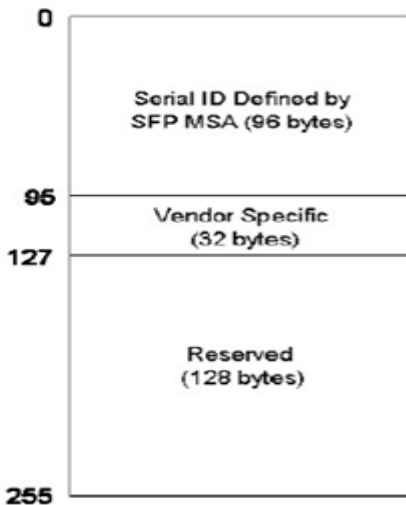 0
Serial ID Defined by
SFP MSA (96 bytes)
95
Vendor Specific
(32 bytes)
127
Reserved
(128 bytes)
255